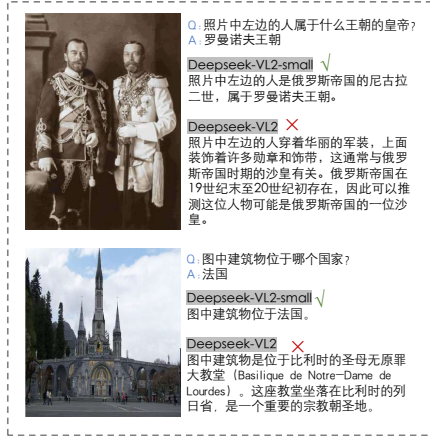 Q:照片中左边的人属于什么王朝的皇帝?
A:罗曼诺夫王朝
Deepseek-VL2-small √
照片中左边的人是俄罗斯帝国的尼古拉
二世，属于罗曼诺夫王朝。
Deepseek-VL2 ×
照片中左边的人穿着华丽的军装，上面
装饰着许多勋章和饰带，这通常与俄罗
斯帝国时期的沙皇有关。俄罗斯帝国在
19世纪末至20世纪初存在，因此可以推
测这位人物可能是俄罗斯帝国的一位沙
皇。
Q:图中建筑物位于哪个国家?
A:法国
Deepseek-VL2-small √
图中建筑物位于法国。
Deepseek-VL2 ×
图中建筑物是位于比利时的圣母无原罪
大教堂（Basilique de Notre-Dame de
Lourdes）。这座教堂坐落在比利时的列
日省，是一个重要的宗教朝圣地。